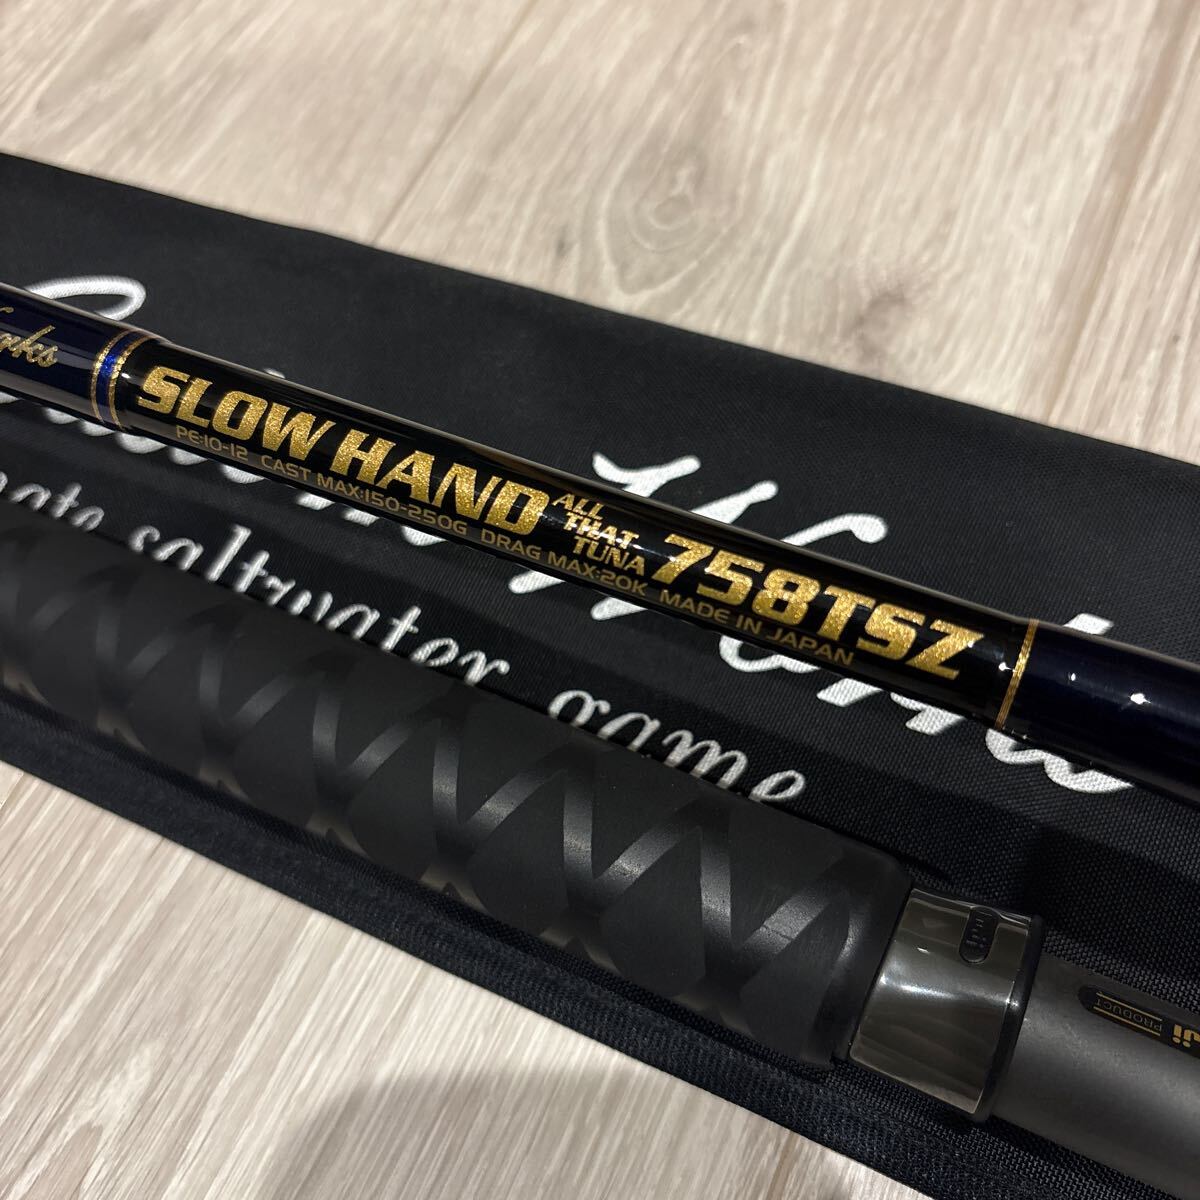 SLOW HAND ALL THAT TUNA 758TSZ
PE:10-12 CAST MAX:150-250G DRAG MAX:20K MADE IN JAPAN
saltwater game
PRODUCT